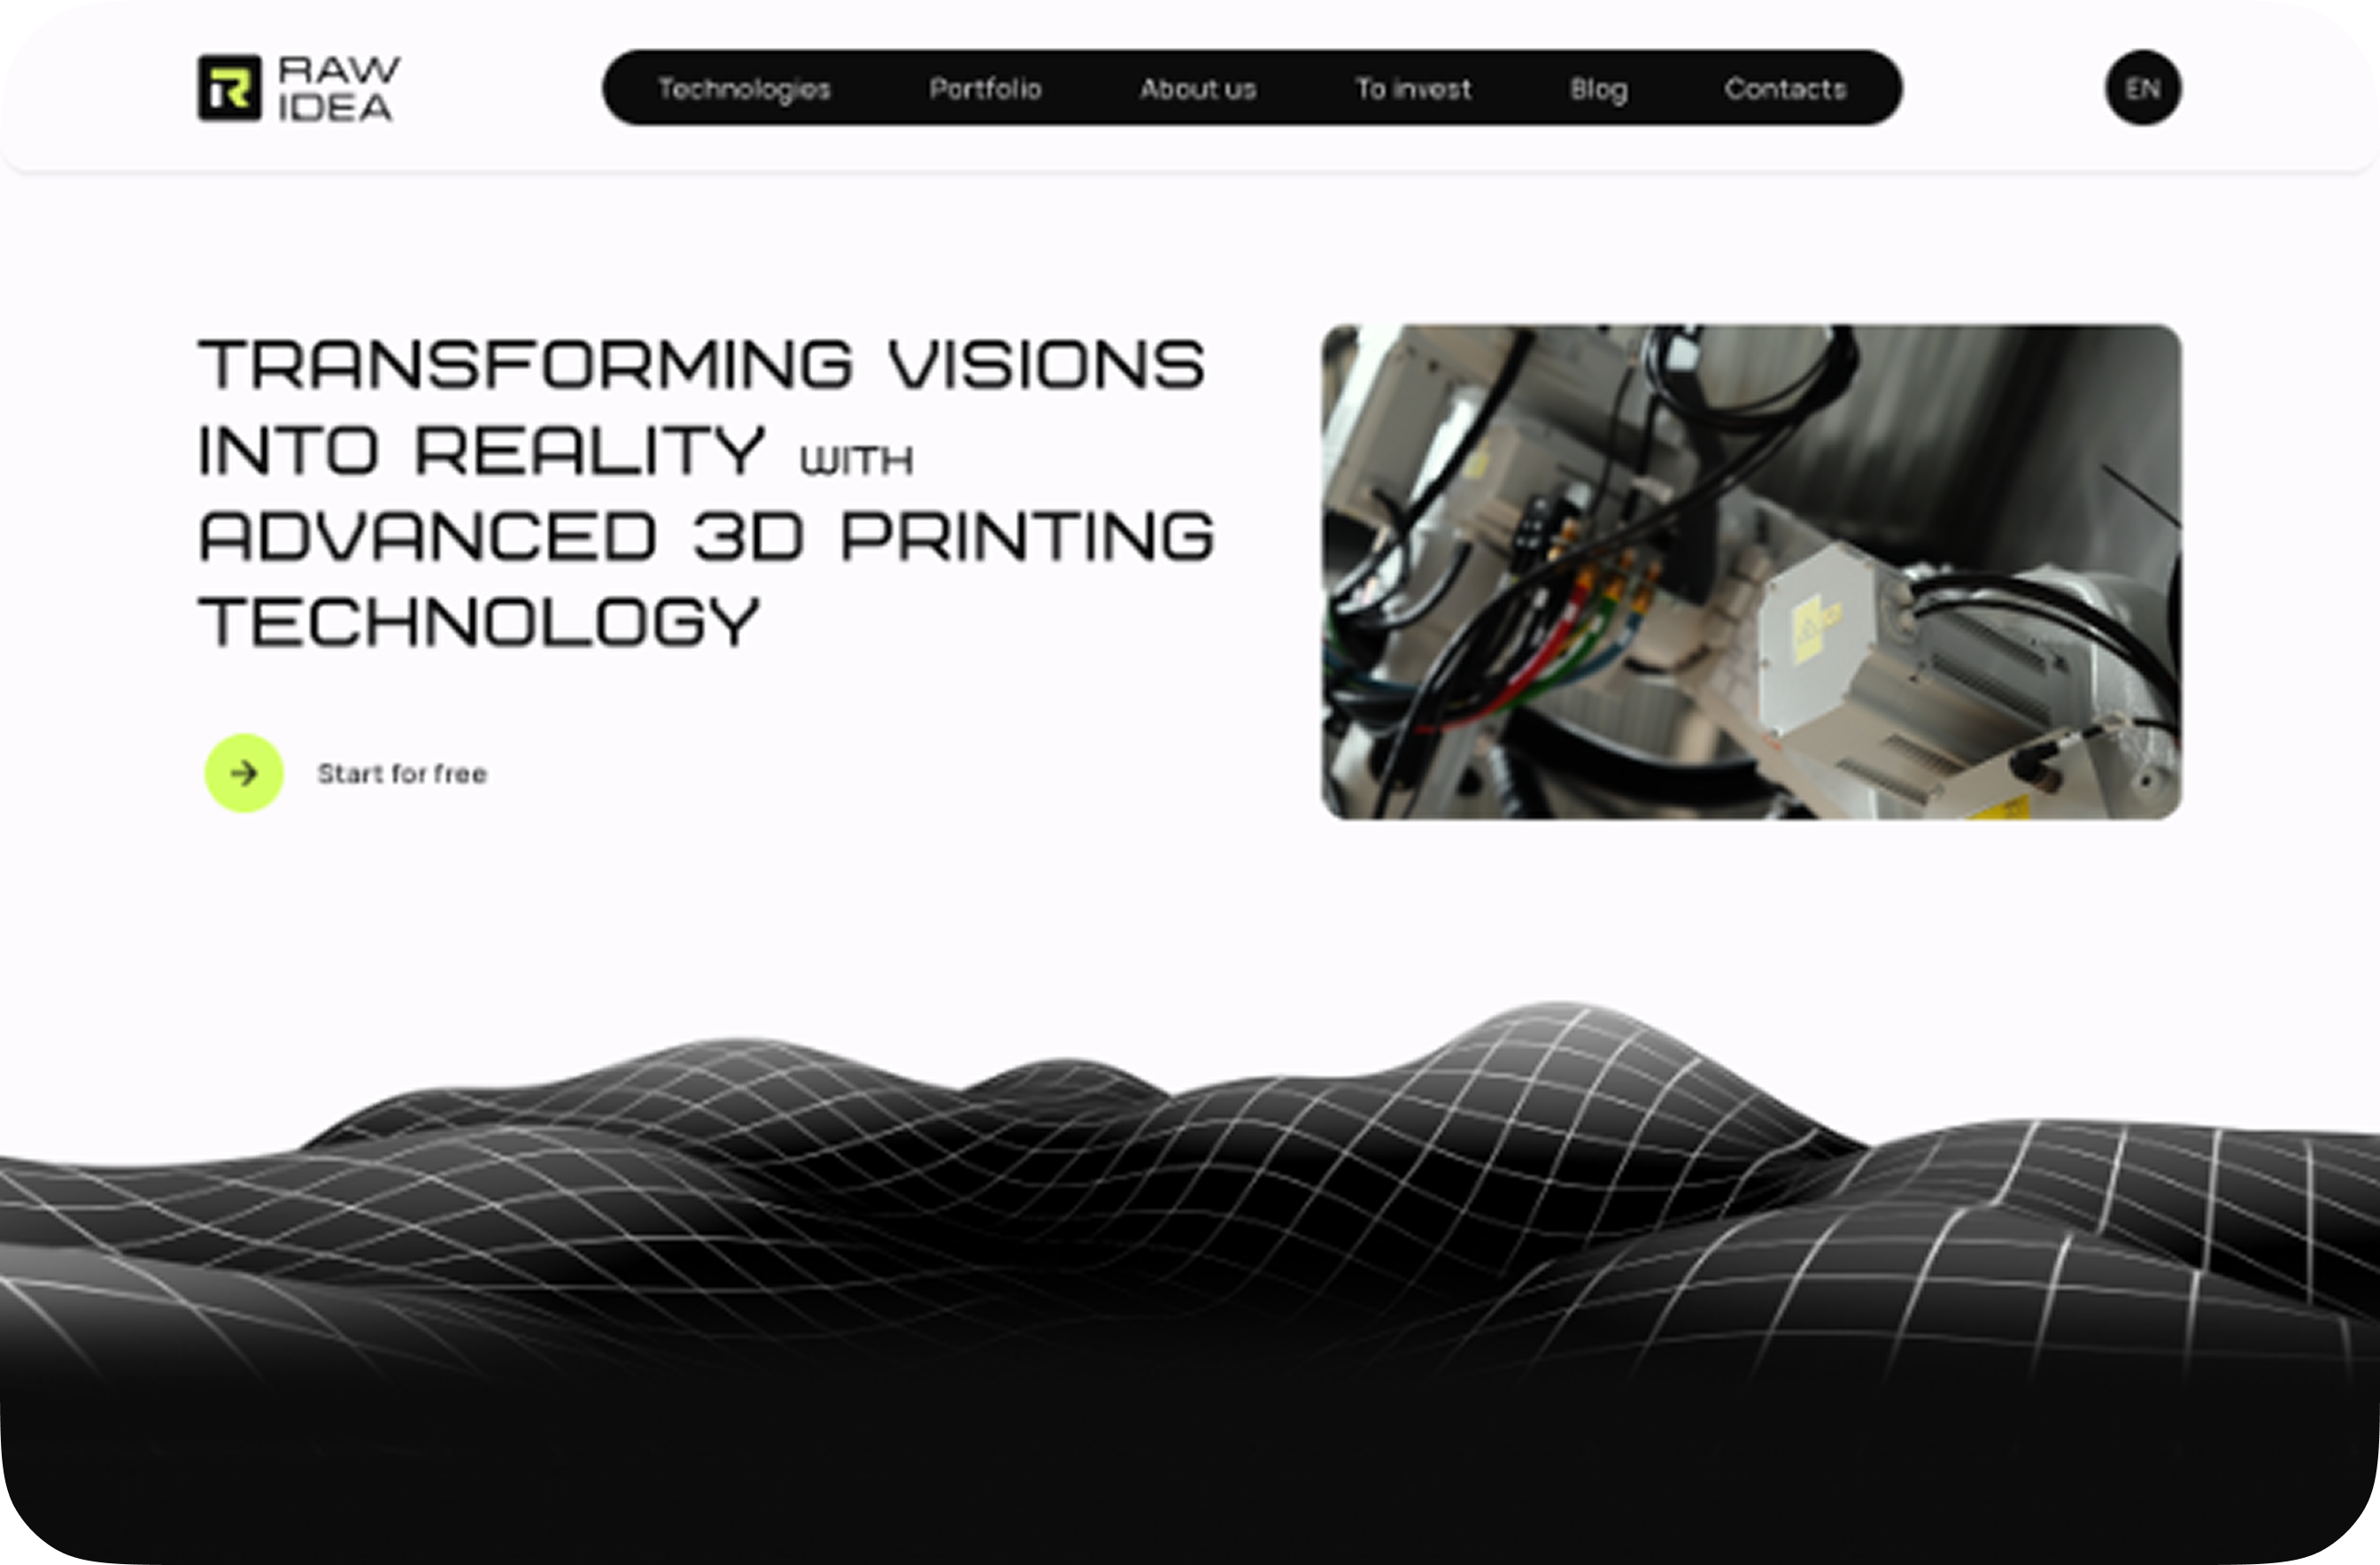 RAW
IDEA
Technologies Portfolio About us To invest Blog Contacts
EN
TRANSFORMING VISIONS
INTO REALITY WITH
ADVANCED 3D PRINTING
TECHNOLOGY
Start for free